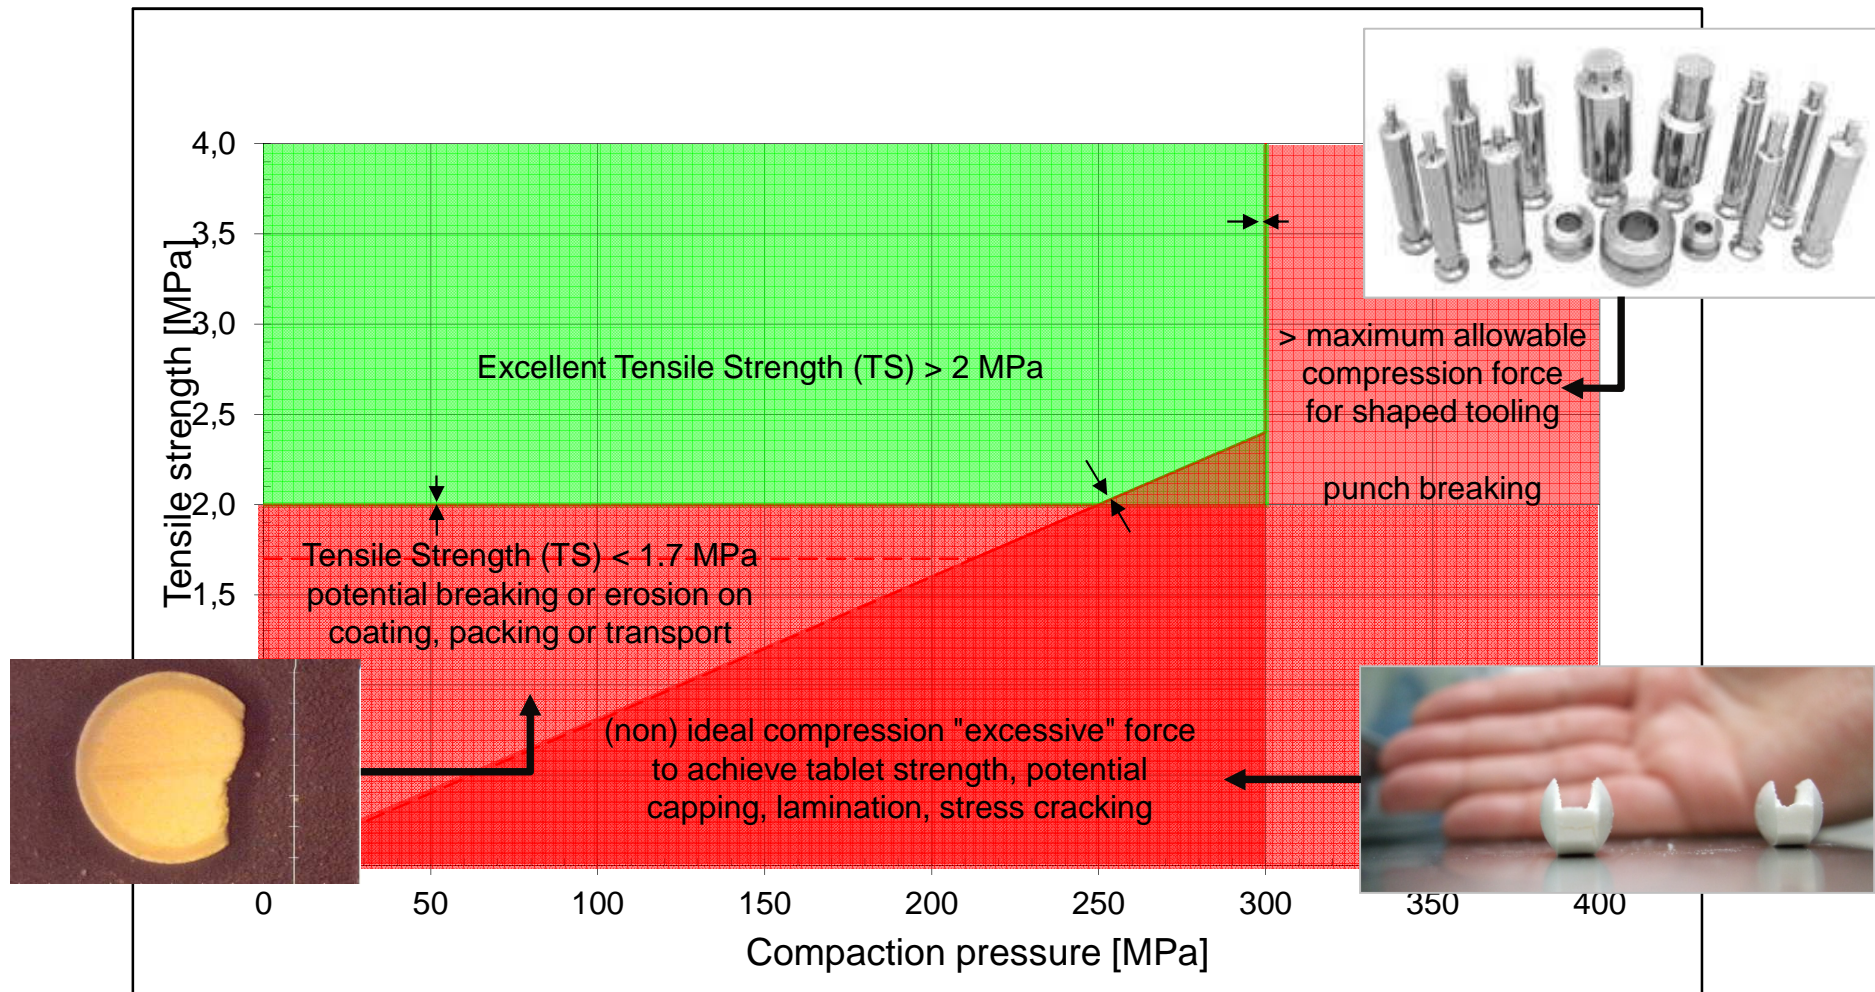 4,0
3,5
3,0
2,5
2,0
1,5
Tensile strength [MPa]
Excellent Tensile Strength (TS) > 2 MPa
> maximum allowable
compression force
for shaped tooling
punch breaking
Tensile Strength (TS) < 1.7 MPa
potential breaking or erosion on
coating, packing or transport
(non) ideal compression "excessive" force
to achieve tablet strength, potential
capping, lamination, stress cracking
0 50 100 150 200 250 300 350 400
Compaction pressure [MPa]